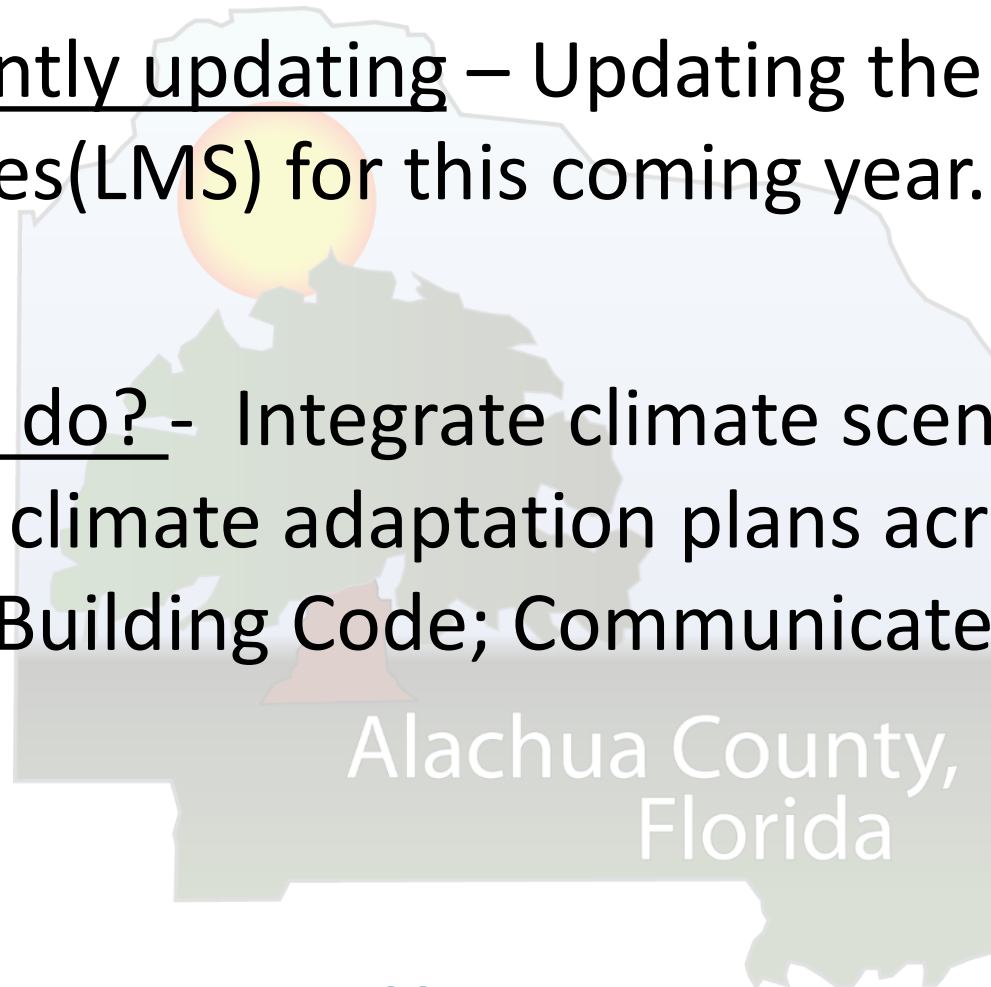 ntly updating – Updating the
es(LMS) for this coming year.
do? - Integrate climate scen
climate adaptation plans acr
Building Code; Communicate
Alachua County,
Florida